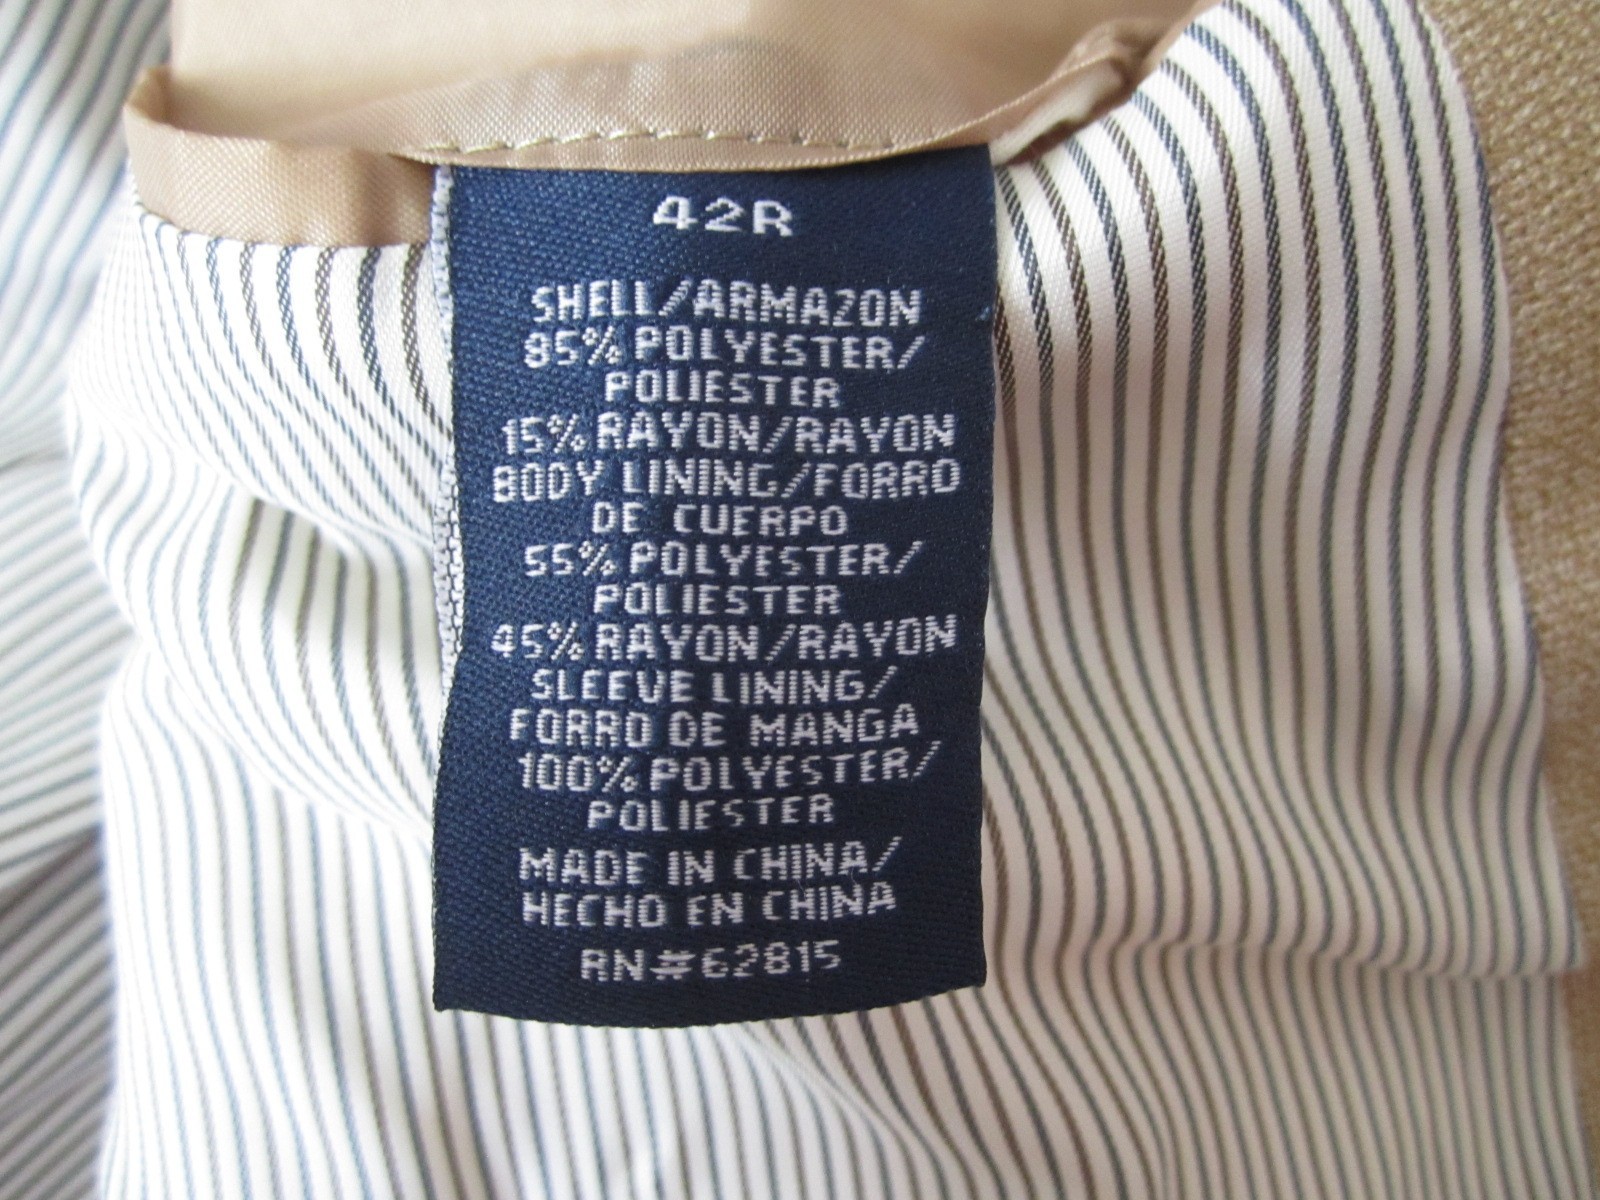 42R
SHELL/ARMAZON
85% POLYESTER/
POLIESTER
15% RAYON/RAYON
BODY LINING/FORRO
DE CUERPO
55% POLYESTER/
POLIESTER
45% RAYON/RAYON
SLEEVE LINING/
FORRO DE MANGA
100% POLYESTER/
POLIESTER
MADE IN CHINA/
HECHO EN CHINA
RN#62815